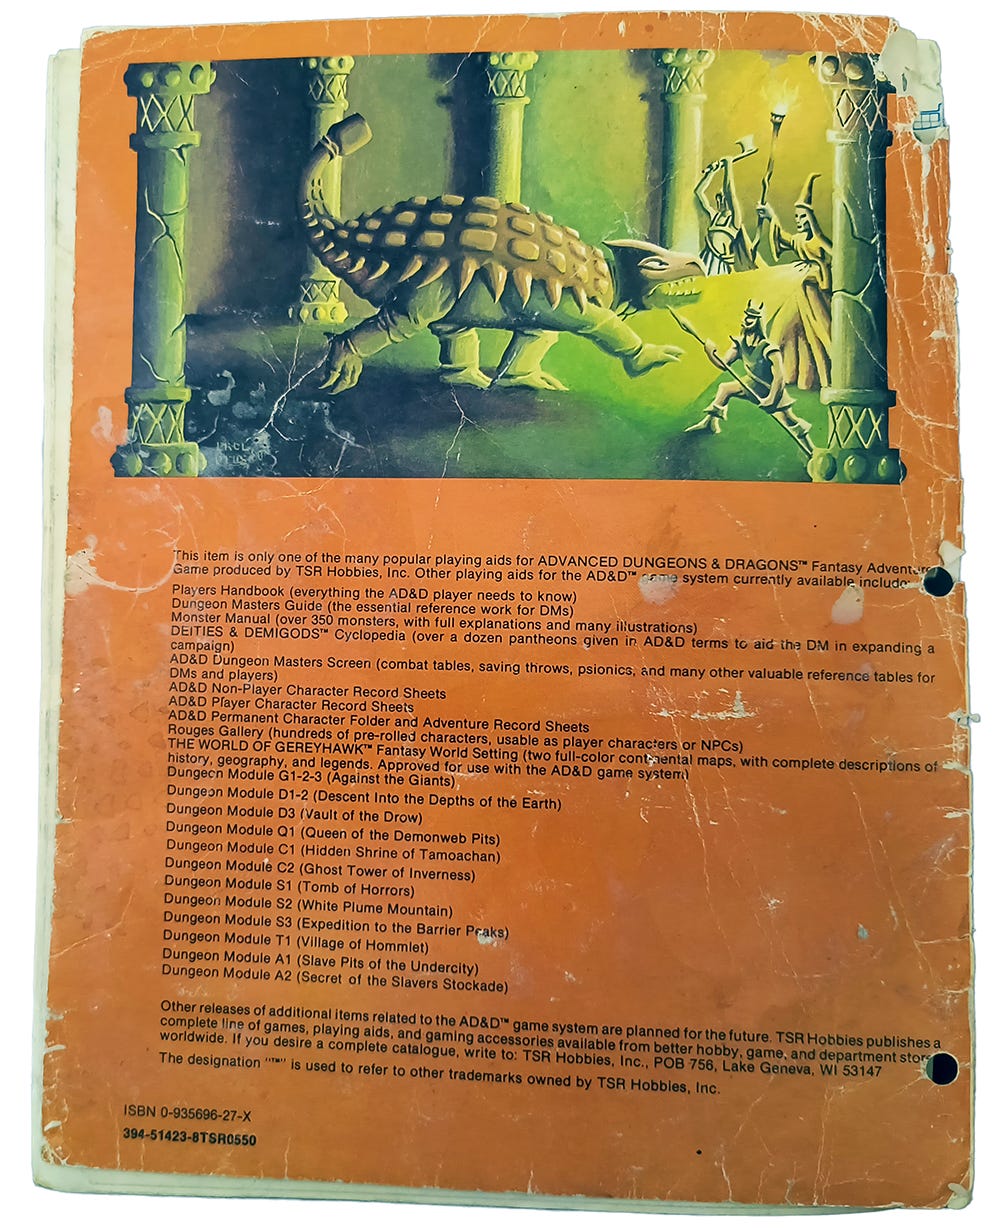 EROL
OTUS
This item is only one of the many popular playing aids for ADVANCED DUNGEONS & DRAGONS™ Fantasy Adventure
Game produced by TSR Hobbies, Inc. Other playing aids for the AD&D™ game system currently available include:
Players Handbook (everything the AD&D player needs to know)
Dungeon Masters Guide (the essential reference work for DMs)
Monster Manual (over 350 monsters, with full explanations and many illustrations)
DEITIES & DEMIGODS™ Cyclopedia (over a dozen pantheons given in AD&D terms to aid the DM in expanding a
campaign)
AD&D Dungeon Masters Screen (combat tables, saving throws, psionics, and many other valuable reference tables for
DMs and players)
AD&D Non-Player Character Record Sheets
AD&D Player Character Record Sheets
AD&D Permanent Character Folder and Adventure Record Sheets
Rouges Gallery (hundreds of pre-rolled characters, usable as player characters or NPCs)
THE WORLD OF GEREYHAWK™ Fantasy World Setting (two full-color continental maps, with complete descriptions of
history, geography, and legends. Approved for use with the AD&D game system)
Dungeon Module G1-2-3 (Against the Giants)
Dungeon Module D1-2 (Descent Into the Depths of the Earth)
Dungeon Module D3 (Vault of the Drow)
Dungeon Module Q1 (Queen of the Demonweb Pits)
Dungeon Module C1 (Hidden Shrine of Tamoachan)
Dungeon Module C2 (Ghost Tower of Inverness)
Dungeon Module S1 (Tomb of Horrors)
Dungeon Module S2 (White Plume Mountain)
Dungeon Module S3 (Expedition to the Barrier Peaks)
Dungeon Module T1 (Village of Hommlet)
Dungeon Module A1 (Slave Pits of the Undercity)
Dungeon Module A2 (Secret of the Slavers Stockade)
Other releases of additional items related to the AD&D™ game system are planned for the future. TSR Hobbies publishes a
complete line of games, playing aids, and gaming accessories available from better hobby, game, and department stores
worldwide. If you desire a complete catalogue, write to: TSR Hobbies, Inc., POB 756, Lake Geneva, WI 53147
The designation "™" is used to refer to other trademarks owned by TSR Hobbies, Inc.
ISBN 0-935696-27-X
394-51423-8TSR0550